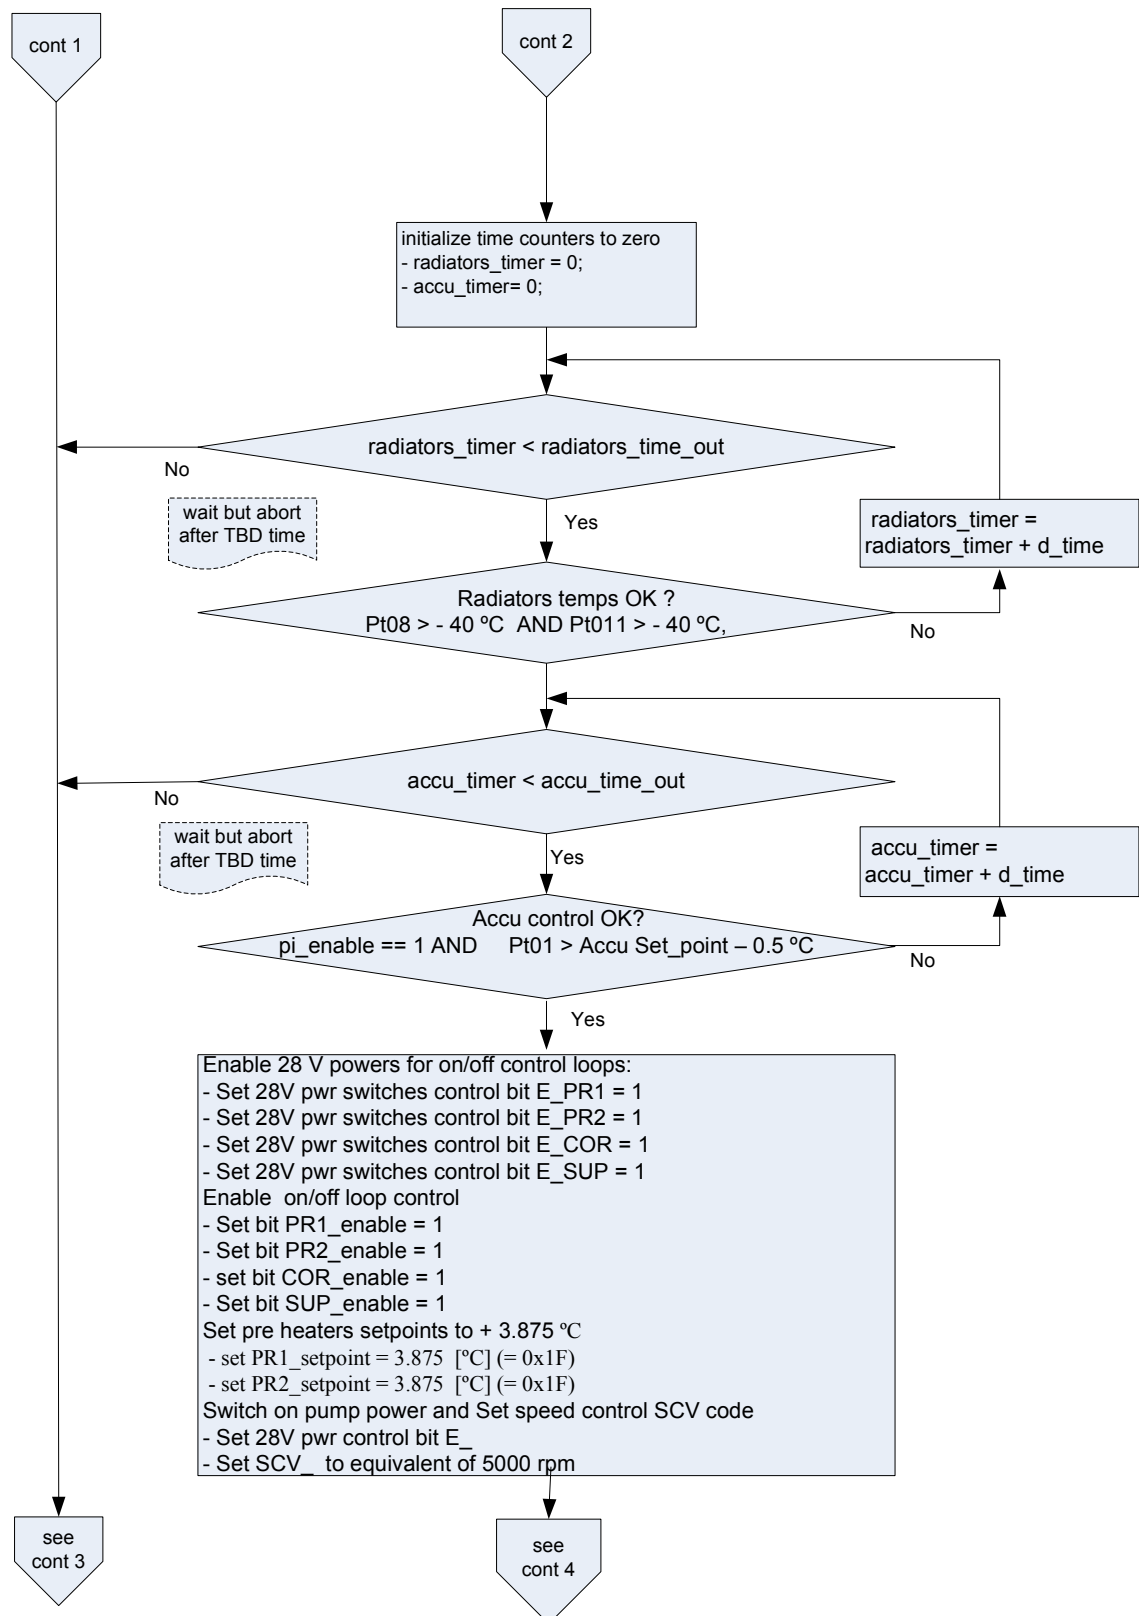 cont 1
cont 2
initialize time counters to zero
- radiators_timer = 0;
- accu_timer= 0;
radiators_timer < radiators_time_out
No
wait but abort
after TBD time
Yes
radiators_timer =
radiators_timer + d_time
Radiators temps OK ?
Pt08 > - 40 ºC  AND Pt011 > - 40 ºC,
No
accu_timer < accu_time_out
No
wait but abort
after TBD time
Yes
accu_timer =
accu_timer + d_time
Accu control OK?
pi_enable == 1 AND    Pt01 > Accu Set_point – 0.5 ºC
No
Yes
Enable 28 V powers for on/off control loops:
- Set 28V pwr switches control bit E_PR1 = 1
- Set 28V pwr switches control bit E_PR2 = 1
- Set 28V pwr switches control bit E_COR = 1
- Set 28V pwr switches control bit E_SUP = 1
Enable  on/off loop control
- Set bit PR1_enable = 1
- Set bit PR2_enable = 1
- set bit COR_enable = 1
- Set bit SUP_enable = 1
Set pre heaters setpoints to + 3.875 ºC
- set PR1_setpoint = 3.875  [ºC] (= 0x1F)
- set PR2_setpoint = 3.875  [ºC] (= 0x1F)
Switch on pump power and Set speed control SCV code
- Set 28V pwr control bit E_
- Set SCV_  to equivalent of 5000 rpm
see
cont 3
see
cont 4